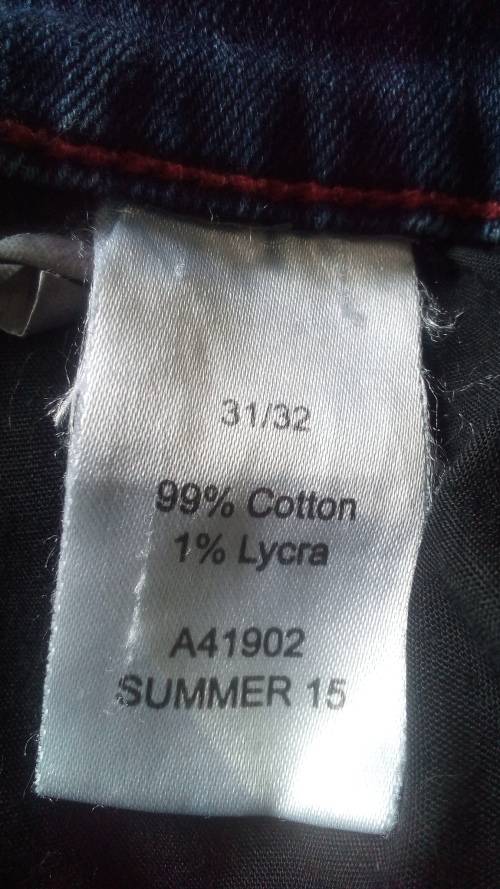 31/32
99% Cotton
1% Lycra
A41902
SUMMER 15